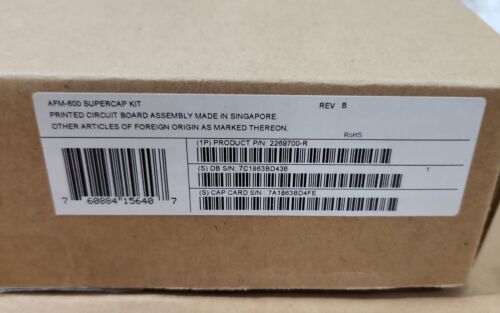 AFM-600 SUPERCAP KIT
REV B
PRINTED CIRCUIT BOARD ASSEMBLY MADE IN SINGAPORE.
OTHER ARTICLES OF FOREIGN ORIGIN AS MARKED THEREON.
RoHS
(1P) PRODUCT P/N: 2269700-R
(S) DB S/N: 7C1863BD436
1
(S) CAP CARD S/N: 7A1863BD4FE
7 60884 15640 7